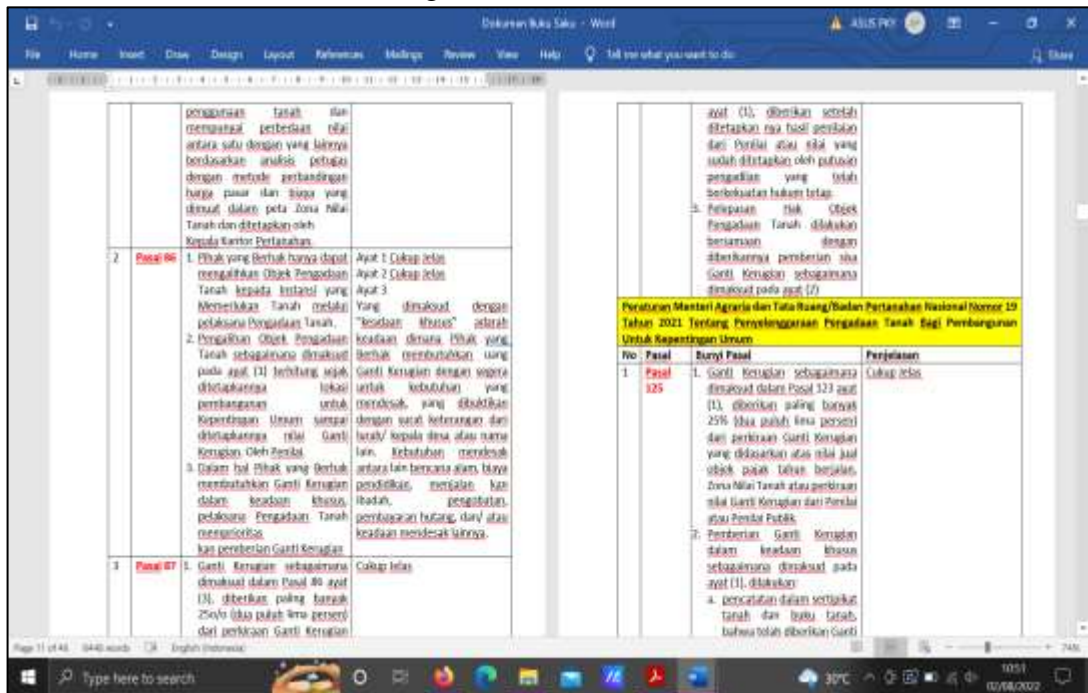 Dokumen Buku Saku - Word
ASUS PKY
File Home Insert Draw Design Layout References Mailings Review View Help Tell me what you want to do
Share
penggunaan tanah dan
mempunyai perbedaan nilai
antara satu dengan yang lainnya
berdasarkan analisis petugas
dengan metode perbandingan
harga pasar dan biaya yang
dimuat dalam peta Zona Nilai
Tanah dan ditetapkan oleh
Kepala Kantor Pertanahan.
2 Pasal 86
1. Pihak yang Berhak hanya dapat
mengalihkan Objek Pengadaan
Tanah kepada Instansi yang
Memerlukan Tanah melalui
pelaksana Pengadaan Tanah.
2. Pengalihan Objek Pengadaan
Tanah sebagaimana dimaksud
pada ayat (1) terhitung sejak
ditetapkannya lokasi
pembangunan untuk
Kepentingan Umum sampai
ditetapkannya nilai Ganti
Kerugian. Oleh Penilai.
3. Dalam hal Pihak yang Berhak
membutuhkan Ganti Kerugian
dalam keadaan khusus,
pelaksana Pengadaan Tanah
memprioritas
kan pemberian Ganti Kerugian
Ayat 1 Cukup Jelas
Ayat 2 Cukup Jelas
Ayat 3
Yang dimaksud dengan
"keadaan khusus" adalah
keadaan dimana Pihak yang
Berhak membutuhkan uang
Ganti Kerugian dengan segera
untuk kebutuhan yang
mendesak, yang dibuktikan
dengan surat keterangan dari
lurah/ kepala desa atau nama
lain. Kebutuhan mendesak
antara lain bencana alam, biaya
pendidikan, menjalan kan
ibadah, pengobatan,
pembayaran hutang, dan/ atau
keadaan mendesak lainnya.
3 Pasal 87
1. Ganti Kerugian sebagaimana
dimaksud dalam Pasal 86 ayat
(3), diberikan paling banyak
25o/o (dua puluh lima persen)
dari perkiraan Ganti Kerugian
Cukup Jelas
ayat (1), diberikan setelah
ditetapkan nya hasil penilaian
dari Penilai atau nilai yang
sudah ditetapkan oleh putusan
pengadilan yang telah
berkekuatan hukum tetap.
3. Pelepasan Hak Objek
Pengadaan Tanah dilakukan
bersamaan dengan
diberikannya pemberian sisa
Ganti Kerugian sebagaimana
dimaksud pada ayat (2)
Peraturan Menteri Agraria dan Tata Ruang/Badan Pertanahan Nasional Nomor 19
Tahun 2021 Tentang Penyelenggaraan Pengadaan Tanah Bagi Pembangunan
Untuk Kepentingan Umum
No Pasal Bunyi Pasal Penjelasan
1 Pasal 125
1. Ganti Kerugian sebagaimana
dimaksud dalam Pasal 123 ayat
(1), diberikan paling banyak
25% (dua puluh lima persen)
dari perkiraan Ganti Kerugian
yang didasarkan atas nilai jual
objek pajak tahun berjalan,
Zona Nilai Tanah atau perkiraan
nilai Ganti Kerugian dari Penilai
atau Penilai Publik.
2. Pemberian Ganti Kerugian
dalam keadaan khusus
sebagaimana dimaksud pada
ayat (1), dilakukan:
a. pencatatan dalam sertipikat
tanah dan buku tanah,
bahwa telah diberikan Ganti
Cukup Jelas
Page 11 of 46 English (Indonesia) 74%
Type here to search
30°C
1051
02/08/2022